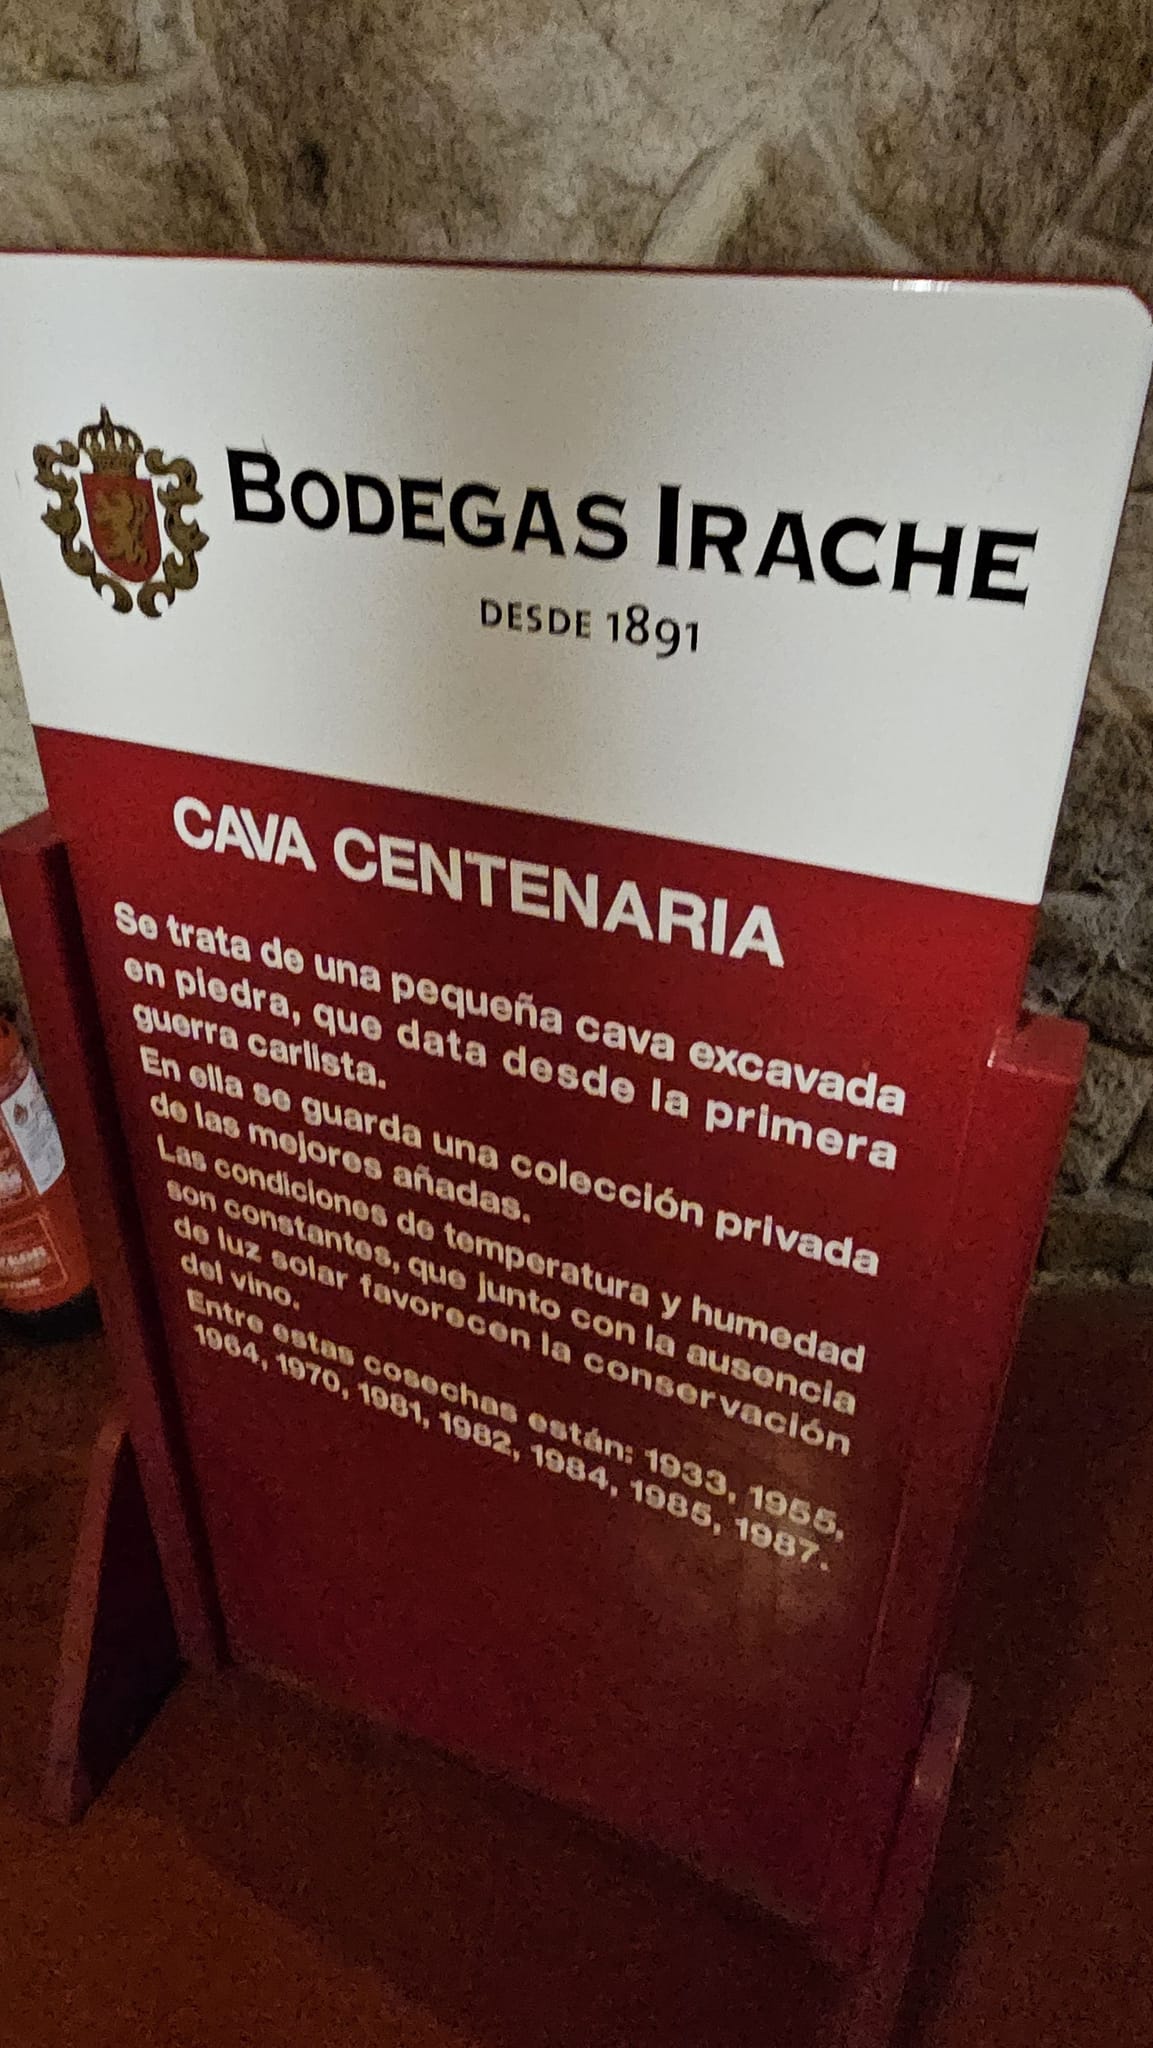 BODEGAS IRACHE
DESDE 1891
CAVA CENTENARIA
Se trata de una pequeña cava excavada
en piedra, que data desde la primera
guerra carlista.
En ella se guarda una colección privada
de las mejores añadas.
Las condiciones de temperatura y humedad
son constantes, que junto con la ausencia
de luz solar favorecen la conservación
del vino.
Entre estas cosechas están: 1933, 1955,
1964, 1970, 1981, 1982, 1984, 1985, 1987.